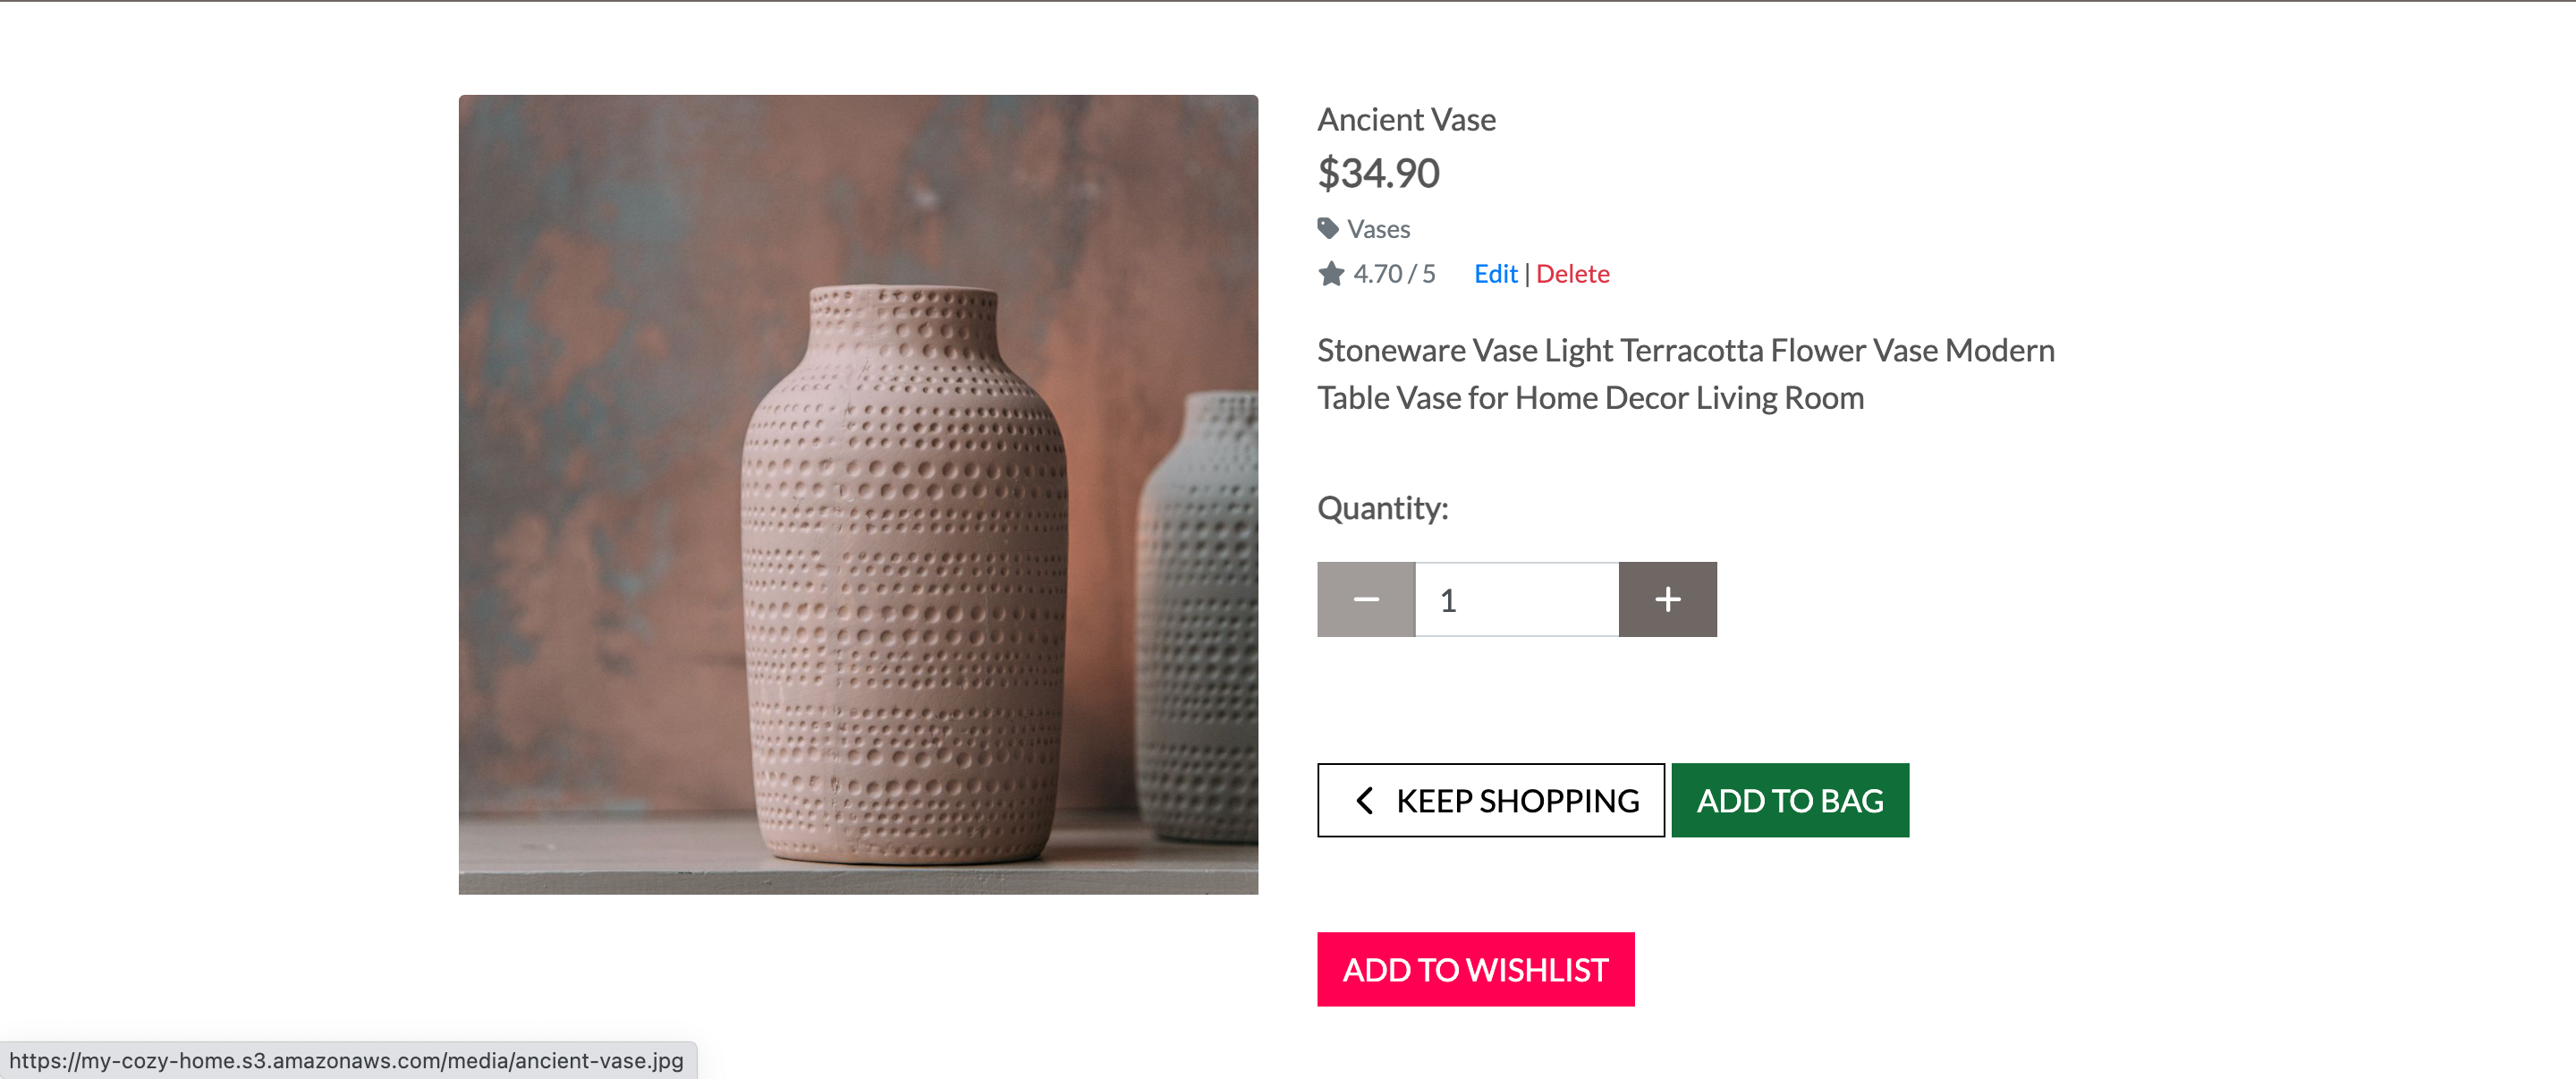 Ancient Vase
$34.90
Vases
4.70 / 5 Edit | Delete
Stoneware Vase Light Terracotta Flower Vase Modern
Table Vase for Home Decor Living Room
Quantity:
1
KEEP SHOPPING ADD TO BAG
ADD TO WISHLIST
https://my-cozy-home.s3.amazonaws.com/media/ancient-vase.jpg